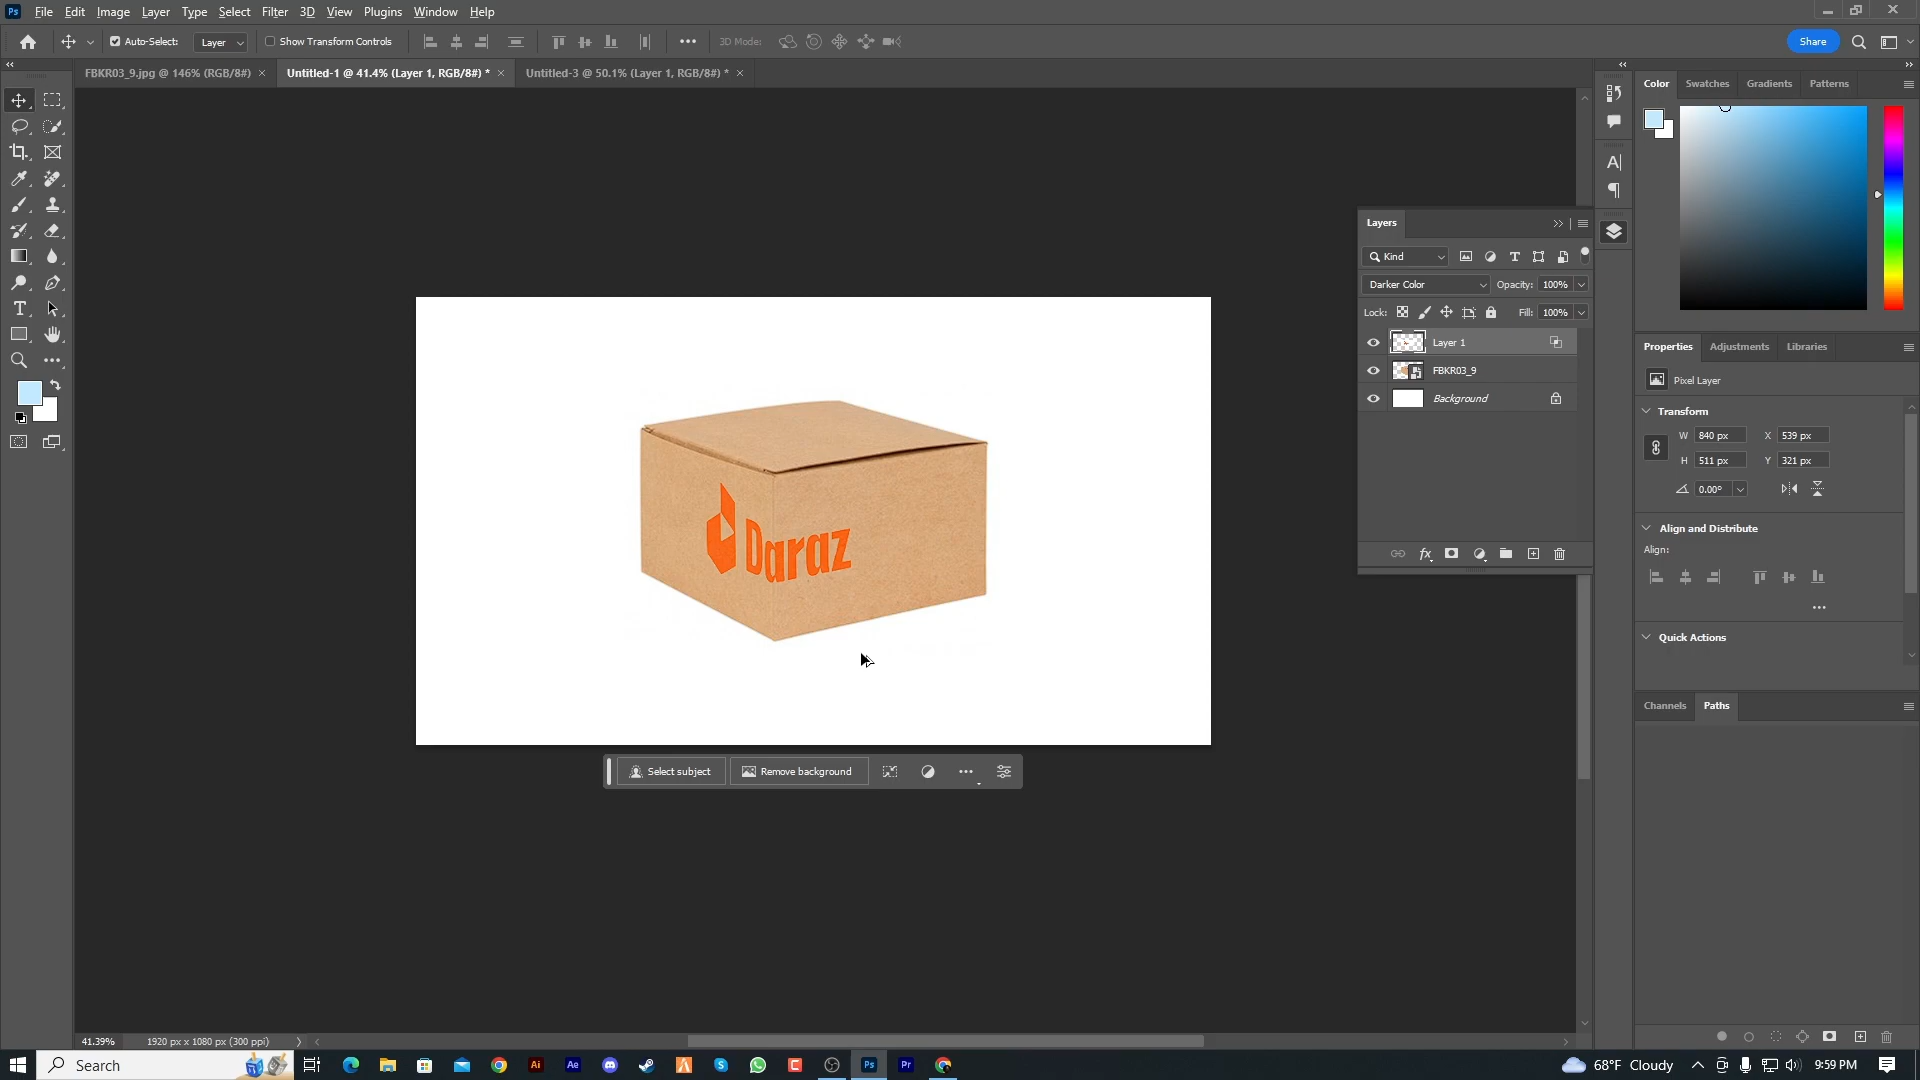 Ps File Edit Image Layer Type Select Filter 3D View Plugins Window Help
Auto-Select: Layer Show Transform Controls 3D Mode: Share
FBKR03_9.jpg @ 146% (RGB/8#) × Untitled-1 @ 41.4% (Layer 1, RGB/8#) * × Untitled-3 @ 50.1% (Layer 1, RGB/8#) * ×
Color Swatches Gradients Patterns
Layers
Kind
Darker Color Opacity: 100%
Lock: Fill: 100%
Layer 1
FBKR03_9
Background
fx
Properties Adjustments Libraries
Pixel Layer
Transform
W 840 px X 539 px
H 511 px Y 321 px
0.00°
Align and Distribute
Align:
Quick Actions
Channels Paths
Daraz
Select subject Remove background
41.39% 1920 px x 1080 px (300 ppi)
Search Ai Ae Ps Pr 68°F Cloudy 9:59 PM